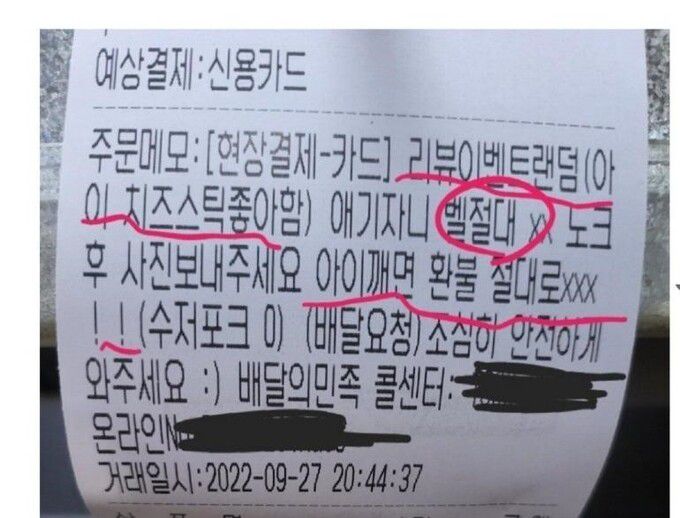 예상결제:신용카드
주문메모:[현장결제-카드] 리뷰이벤트랜덤(아
이 치즈스틱좋아함) 애기자니 벨절대 xx 노크
후 사진보내주세요 아이깨면 환불 절대로xxx
!!(수저포크 O) (배달요청)조심히 안전하게
와주세요 :) 배달의민족 콜센터:
온라인N
거래일시:2022-09-27 20:44:37